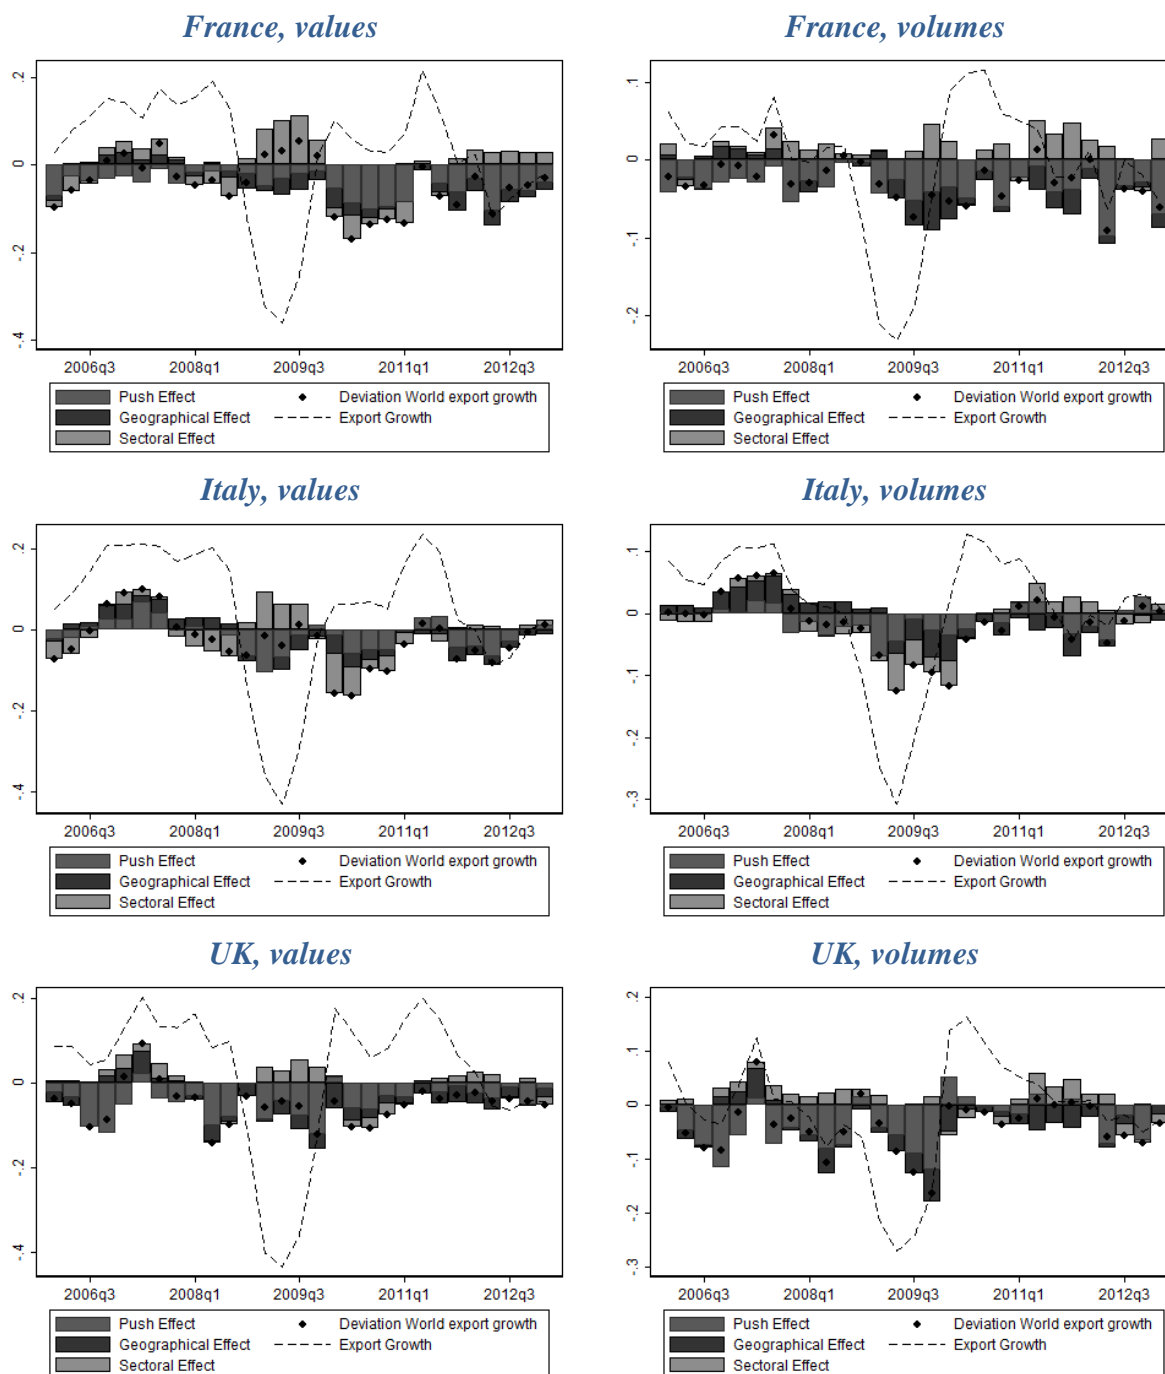 France, values
France, volumes
.2
0
-.2
-.4
2006q3 2008q1 2009q3 2011q1 2012q3
Push Effect
Deviation World export growth
Geographical Effect
Export Growth
Sectoral Effect
.1
0
-.1
-.2
2006q3 2008q1 2009q3 2011q1 2012q3
Push Effect
Deviation World export growth
Geographical Effect
Export Growth
Sectoral Effect
Italy, values
Italy, volumes
.2
0
-.2
-.4
2006q3 2008q1 2009q3 2011q1 2012q3
Push Effect
Deviation World export growth
Geographical Effect
Export Growth
Sectoral Effect
.1
0
-.1
-.2
-.3
2006q3 2008q1 2009q3 2011q1 2012q3
Push Effect
Deviation World export growth
Geographical Effect
Export Growth
Sectoral Effect
UK, values
UK, volumes
.2
0
-.2
-.4
2006q3 2008q1 2009q3 2011q1 2012q3
Push Effect
Deviation World export growth
Geographical Effect
Export Growth
Sectoral Effect
.2
.1
0
-.1
-.2
-.3
2006q3 2008q1 2009q3 2011q1 2012q3
Push Effect
Deviation World export growth
Geographical Effect
Export Growth
Sectoral Effect